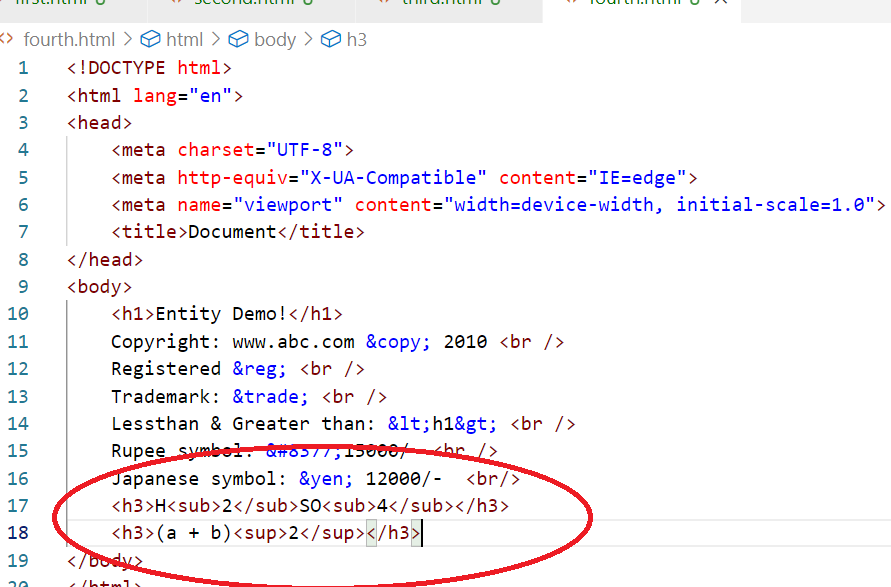 first.html second.html third.html fourth.html
<> fourth.html > html > body > h3
1 <!DOCTYPE html>
2 <html lang="en">
3 <head>
4 <meta charset="UTF-8">
5 <meta http-equiv="X-UA-Compatible" content="IE=edge">
6 <meta name="viewport" content="width=device-width, initial-scale=1.0">
7 <title>Document</title>
8 </head>
9 <body>
10 <h1>Entity Demo!</h1>
11 Copyright: www.abc.com &copy; 2010 <br />
12 Registered &reg; <br />
13 Trademark: &trade; <br />
14 Lessthan & Greater than: &lt;h1&gt; <br />
15 Rupee symbol: &#8377;15000/- <br />
16 Japanese symbol: &yen; 12000/-  <br/>
17 <h3>H<sub>2</sub>SO<sub>4</sub></h3>
18 <h3>(a + b)<sup>2</sup></h3>
19 </body>
20 </html>